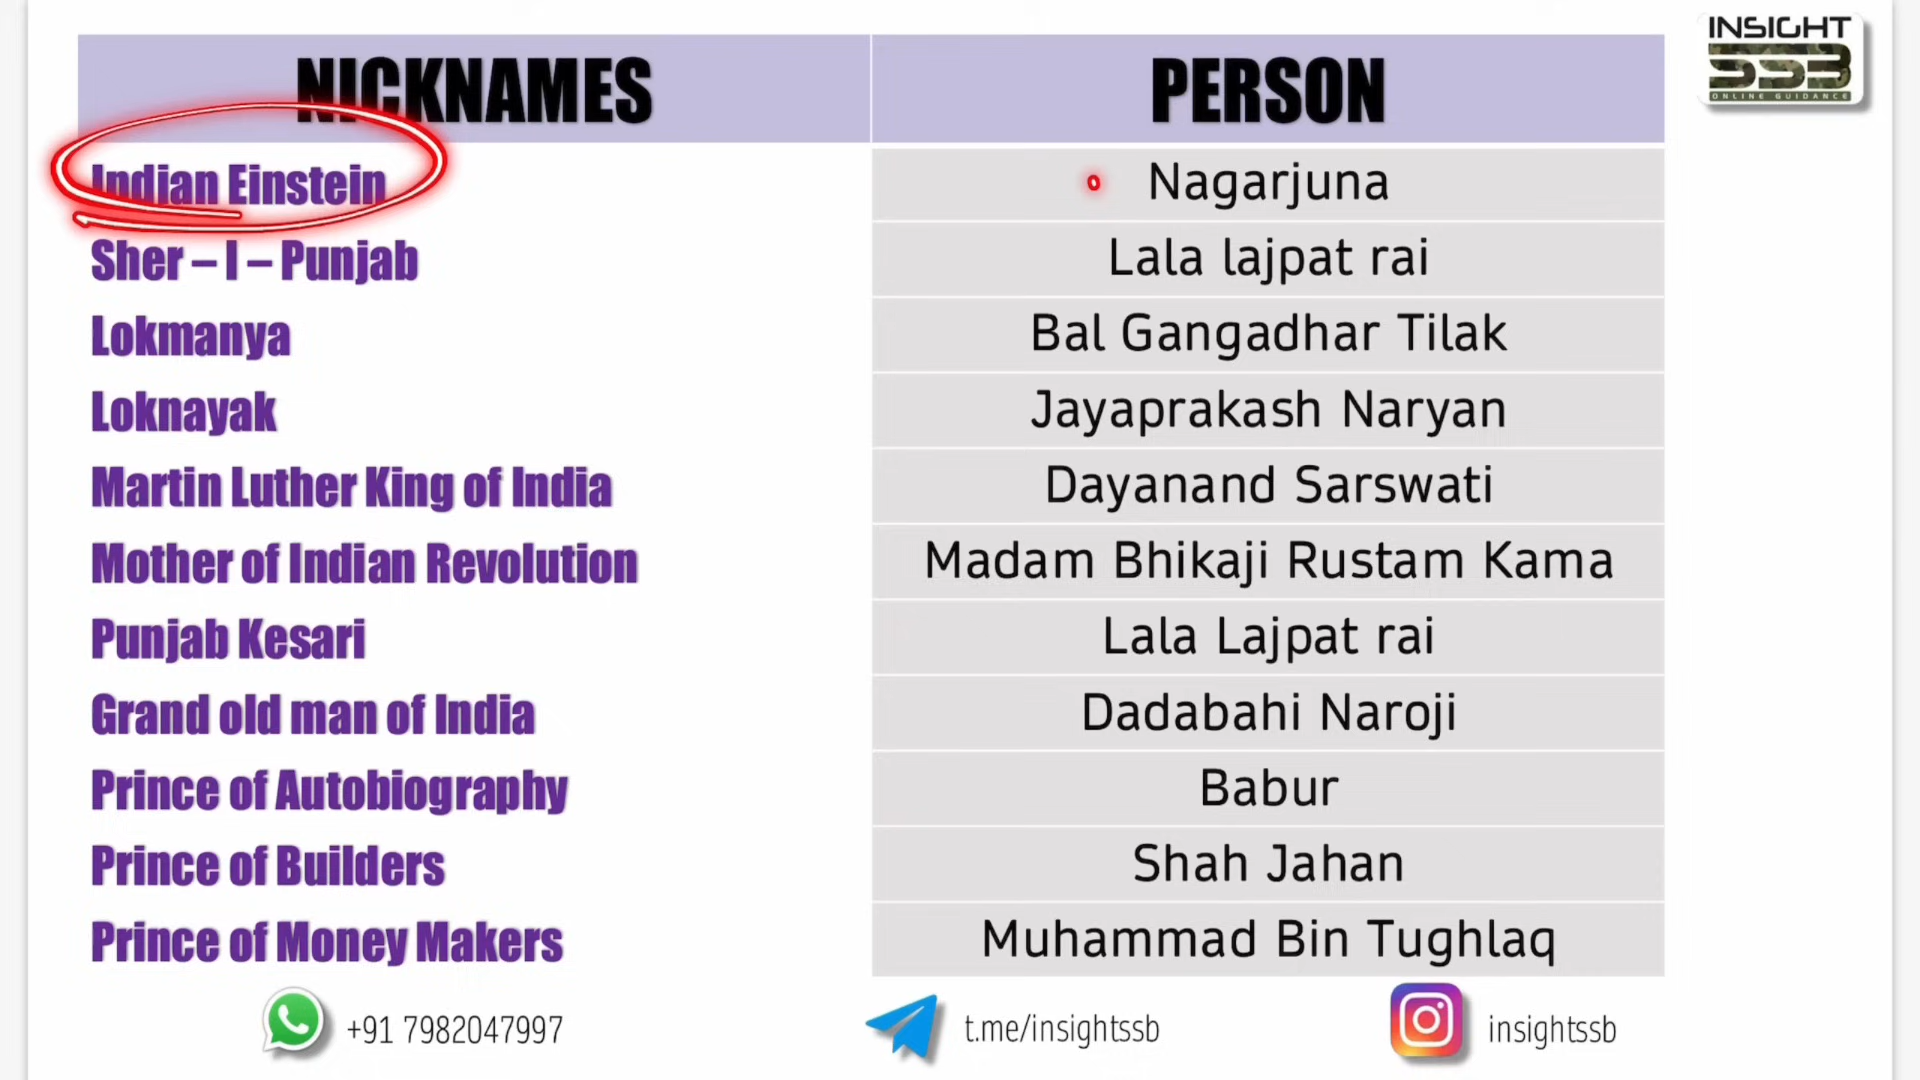 INSIGHT
SSB
ONLINE GUIDANCE
NICKNAMES PERSON
Indian Einstein Nagarjuna
Sher – I – Punjab Lala lajpat rai
Lokmanya Bal Gangadhar Tilak
Loknayak Jayaprakash Naryan
Martin Luther King of India Dayanand Sarswati
Mother of Indian Revolution Madam Bhikaji Rustam Kama
Punjab Kesari Lala Lajpat rai
Grand old man of India Dadabahi Naroji
Prince of Autobiography Babur
Prince of Builders Shah Jahan
Prince of Money Makers Muhammad Bin Tughlaq
+91 7982047997 t.me/insightssb insightssb